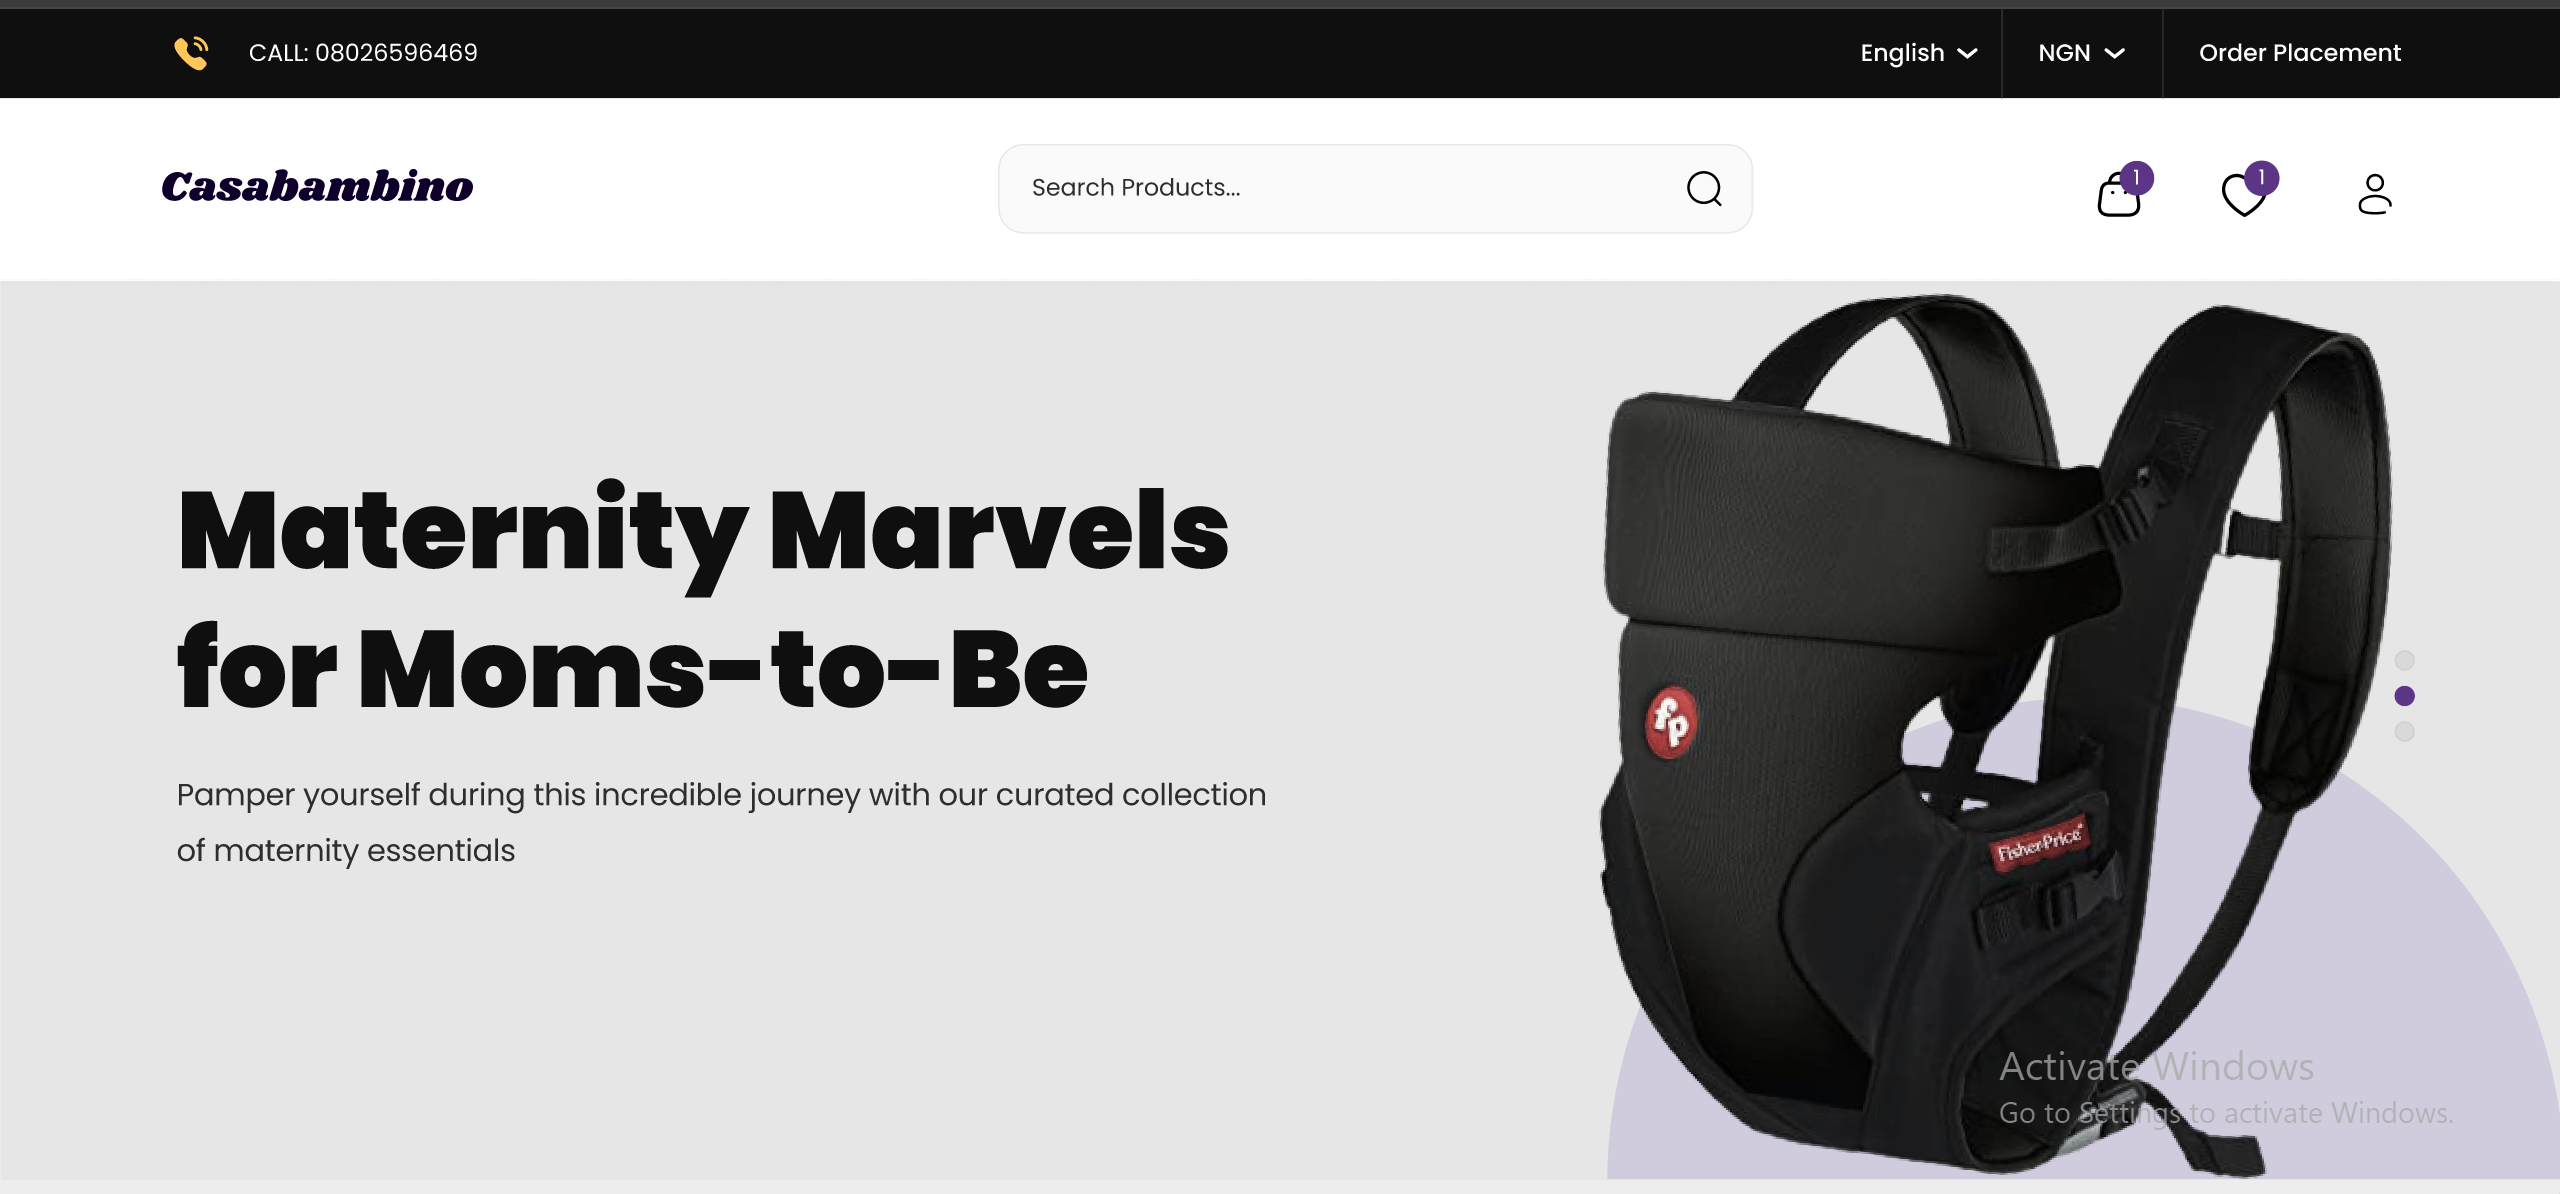 CALL: 08026596469
English
NGN
Order Placement
Casabambino
Search Products...
1
1
Maternity Marvels
for Moms-to-Be
Pamper yourself during this incredible journey with our curated collection
of maternity essentials
fp
Fisher-Price
Activate Windows
Go to Settings to activate Windows.